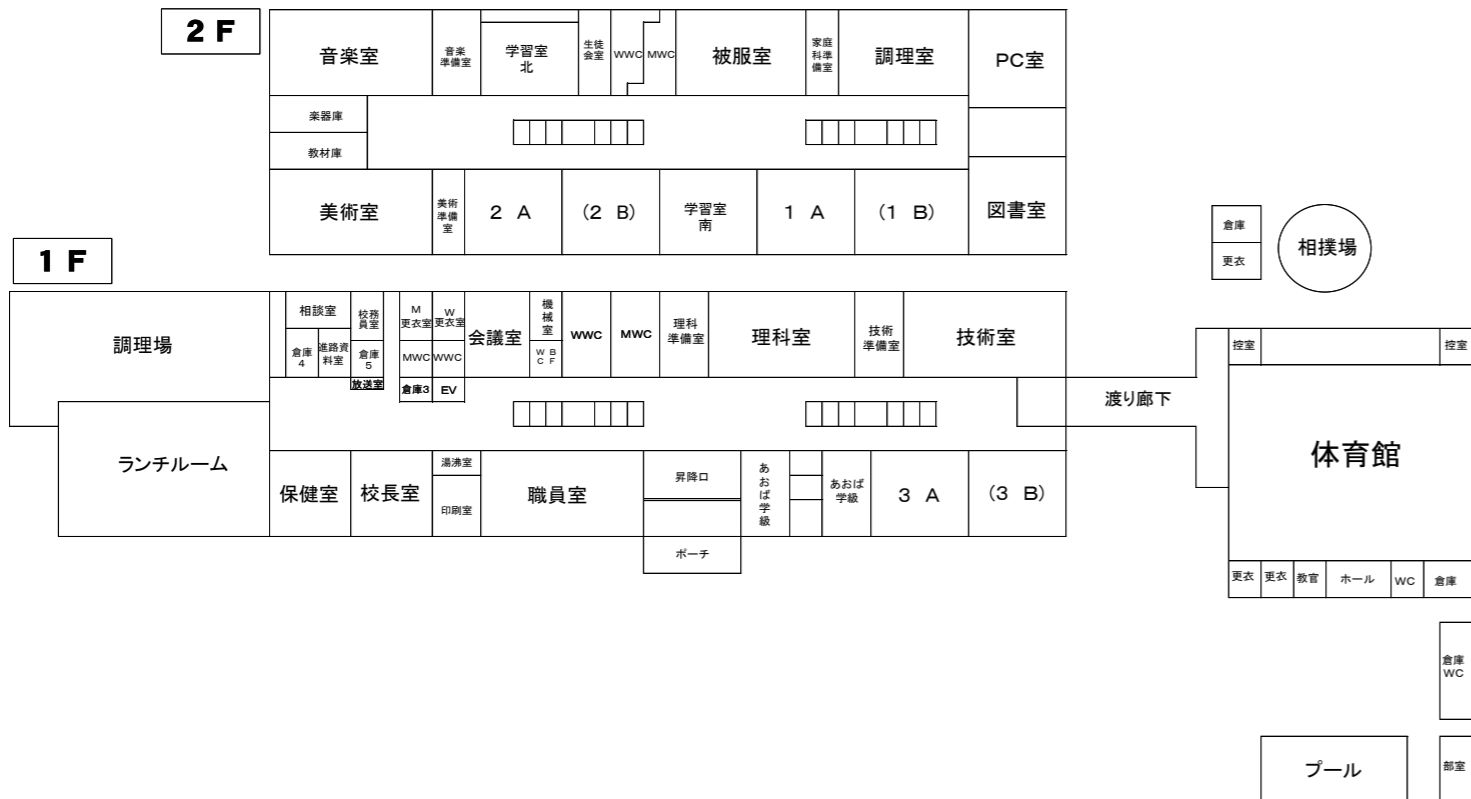 2 F
音楽室
音楽
準備室
学習室
北
生徒
会室
WWC
MWC
被服室
家庭
科準
備室
調理室
PC室
楽器庫
教材庫
美術室
美術
準備
室
2 A
(2 B)
学習室
南
1 A
(1 B)
図書室
倉庫
更衣
相撲場
1 F
調理場
ランチルーム
相談室
倉庫
4
進路資
料室
校務
員室
倉庫
5
放送室
M
更衣室
W
更衣室
MWC
WWC
倉庫3
EV
会議室
機
械
室
W B
C F
WWC
MWC
理科
準備室
理科室
技術
準備室
技術室
渡り廊下
保健室
校長室
湯沸室
印刷室
職員室
昇降口
ポーチ
あ
お
ば
学
級
あおば
学級
3 A
(3 B)
控室
控室
体育館
更衣
更衣
教官
ホール
WC
倉庫
倉庫
WC
プール
部室